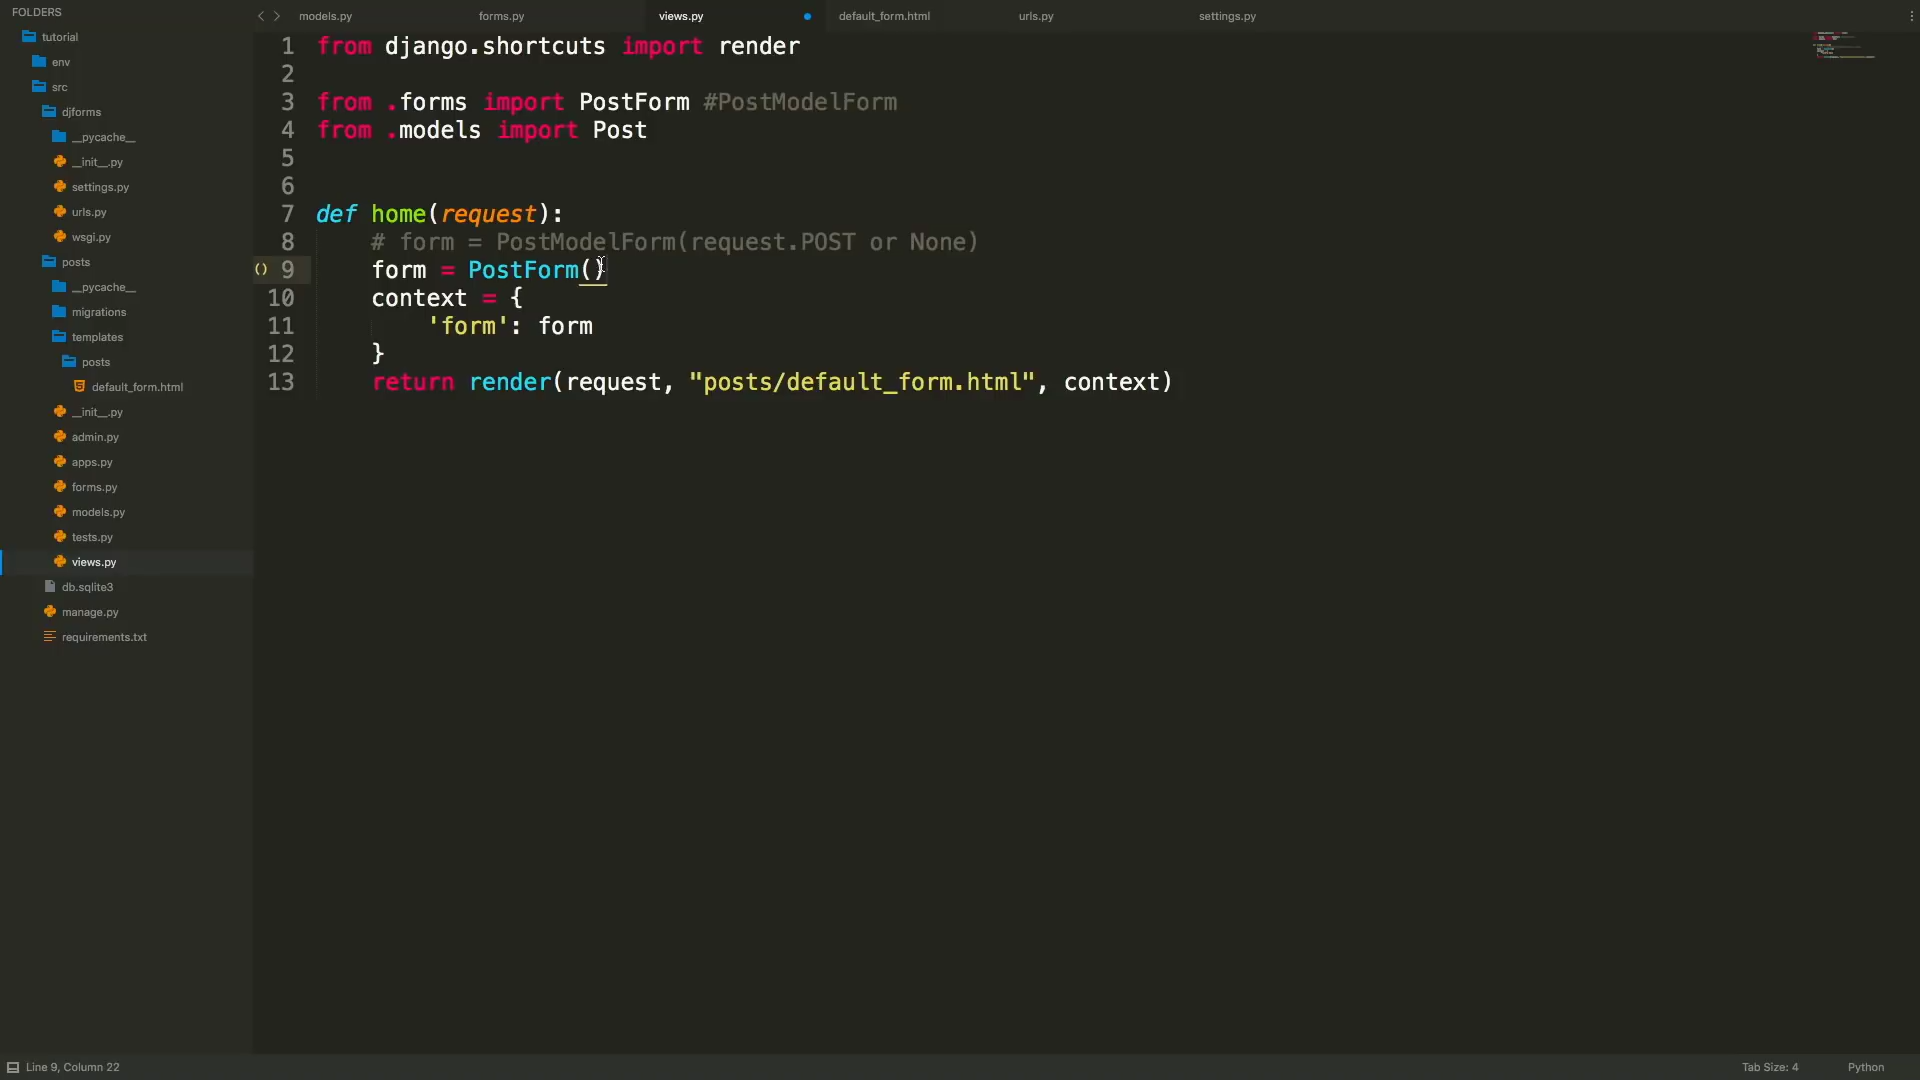 FOLDERS
tutorial
env
src
djforms
__pycache__
__init__.py
settings.py
urls.py
wsgi.py
posts
__pycache__
migrations
templates
posts
default_form.html
__init__.py
admin.py
apps.py
forms.py
models.py
tests.py
views.py
db.sqlite3
manage.py
requirements.txt
models.py forms.py views.py default_form.html urls.py settings.py
1 from django.shortcuts import render
2
3 from .forms import PostForm #PostModelForm
4 from .models import Post
5
6
7 def home(request):
8     # form = PostModelForm(request.POST or None)
() 9     form = PostForm()
10     context = {
11         'form': form
12     }
13     return render(request, "posts/default_form.html", context)
Line 9, Column 22 Tab Size: 4 Python